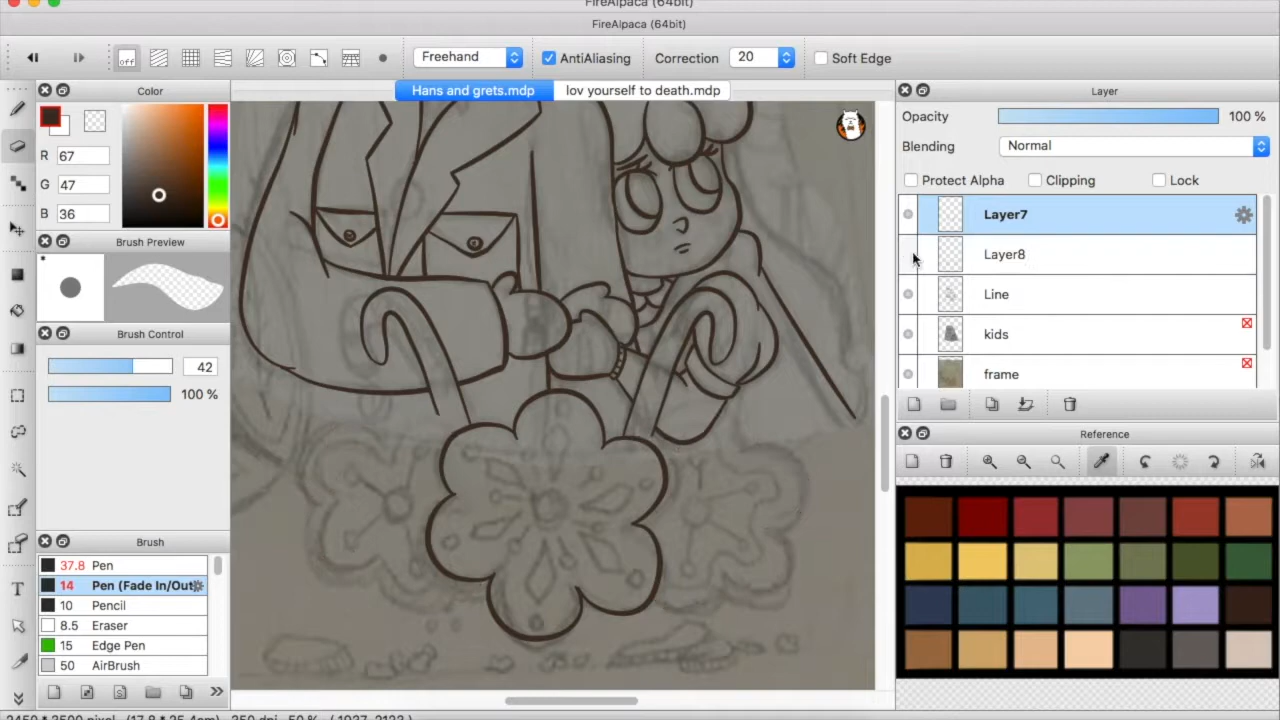 FireAlpaca (64bit)
FireAlpaca (64bit)
off
Freehand
AntiAliasing
Correction
20
Soft Edge
Color
Hans and grets.mdp
lov yourself to death.mdp
Layer
R 67
G 47
B 36
Opacity
100 %
Blending
Normal
Protect Alpha
Clipping
Lock
Layer7
Layer8
Line
kids
frame
Brush Preview
*
Brush Control
42
100 %
Reference
Brush
37.8 Pen
14 Pen (Fade In/Out
10 Pencil
8.5 Eraser
15 Edge Pen
50 AirBrush
T